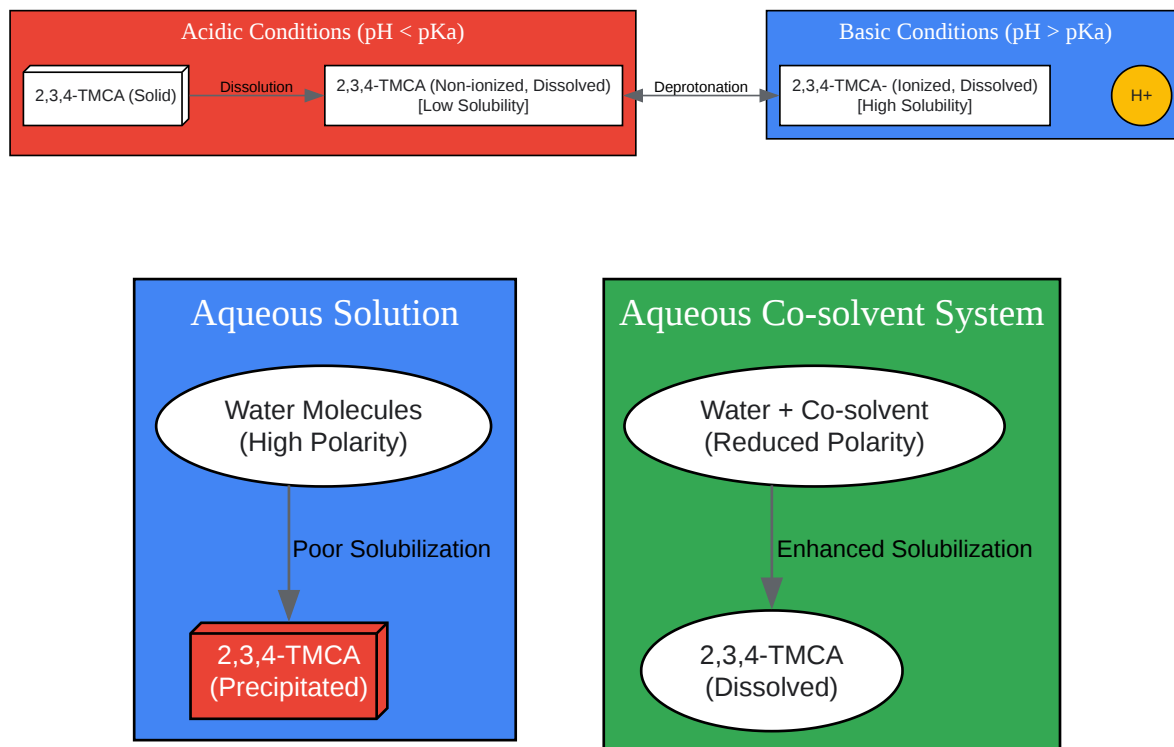 Acidic Conditions (pH < pKa)
Basic Conditions (pH > pKa)
2,3,4-TMCA (Solid)
Dissolution
2,3,4-TMCA (Non-ionized, Dissolved)
[Low Solubility]
Deprotonation
2,3,4-TMCA- (Ionized, Dissolved)
[High Solubility]
H+
Aqueous Solution
Water Molecules
(High Polarity)
Poor Solubilization
2,3,4-TMCA
(Precipitated)
Aqueous Co-solvent System
Water + Co-solvent
(Reduced Polarity)
Enhanced Solubilization
2,3,4-TMCA
(Dissolved)